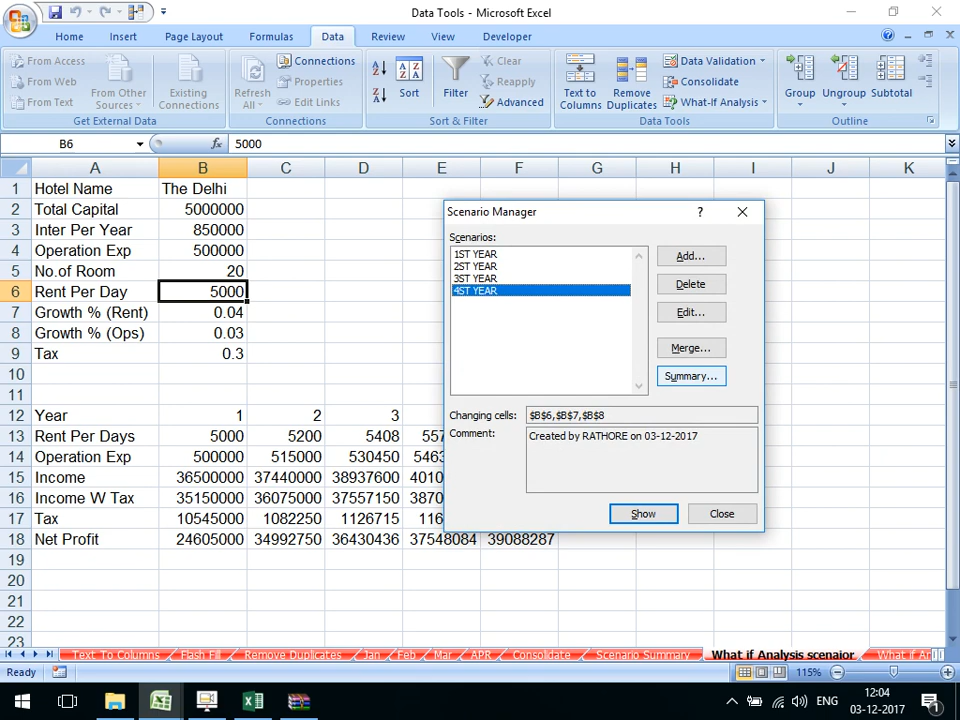 Data Tools - Microsoft Excel
Home Insert Page Layout Formulas Data Review View Developer
From Access
From Web
From Text
From Other Sources
Existing Connections
Get External Data
Refresh All
Connections
Properties
Edit Links
Connections
Sort
Filter
Clear
Reapply
Advanced
Sort & Filter
Text to Columns
Remove Duplicates
Data Validation
Consolidate
What-If Analysis
Data Tools
Group
Ungroup
Subtotal
Outline
B6 fx 5000
A B C D E F G H I J K
1 Hotel Name The Delhi
2 Total Capital 5000000
3 Inter Per Year 850000
4 Operation Exp 500000
5 No.of Room 20
6 Rent Per Day 5000
7 Growth % (Rent) 0.04
8 Growth % (Ops) 0.03
9 Tax 0.3
10
11
12 Year 1 2 3
13 Rent Per Days 5000 5200 5408 557
14 Operation Exp 500000 515000 530450 5463
15 Income 36500000 37440000 38937600 4010
16 Income W Tax 35150000 36075000 37557150 3870
17 Tax 10545000 1082250 1126715 116
18 Net Profit 24605000 34992750 36430436 37548084 39088287
19
20
21
22
23
Scenario Manager ?
Scenarios:
1ST YEAR
2ST YEAR
3ST YEAR
4ST YEAR
Add...
Delete
Edit...
Merge...
Summary...
Changing cells: $B$6,$B$7,$B$8
Comment: Created by RATHORE on 03-12-2017
Show Close
Text To Columns Flash Fill Remove Duplicates Jan Feb Mar APR Consolidate Scenario Summary What if Analysis scenaior What if An
Ready 115%
ENG 12:04
03-12-2017
1